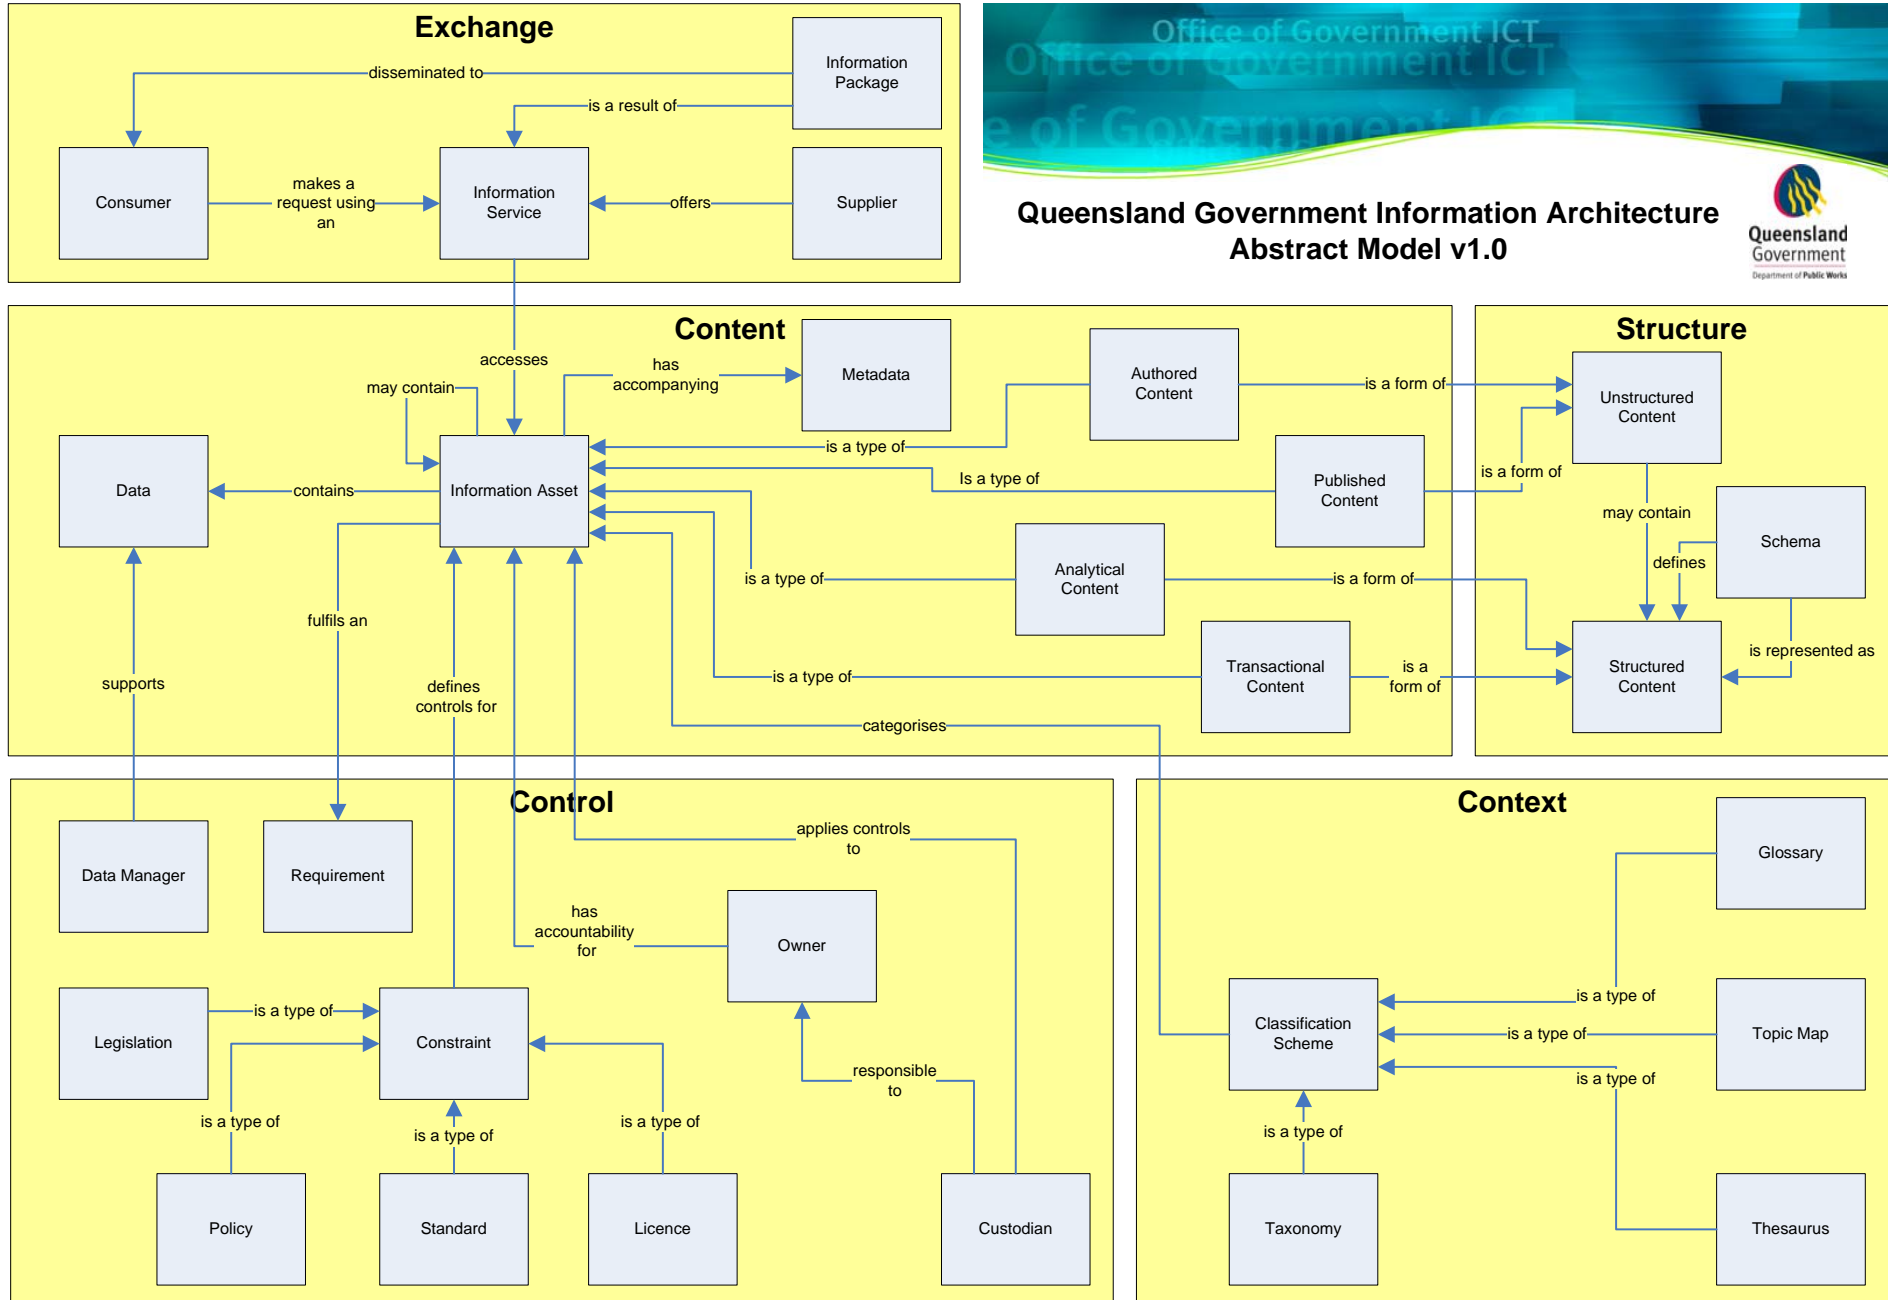 Exchange
Information
Package
disseminated to
is a result of
Consumer
makes a
request using
an
Information
Service
offers
Supplier
Office of Government ICT
Office of Government ICT
e of Government ICT
Queensland Government Information Architecture
Abstract Model v1.0
Queensland
Government
Department of Public Works
Content
accesses
has
accompanying
Metadata
may contain
Authored
Content
is a form of
is a type of
Data
contains
Information Asset
Is a type of
Published
Content
is a form of
is a type of
Analytical
Content
is a form of
fulfils an
supports
defines
controls for
is a type of
Transactional
Content
is a
form of
categorises
Structure
Unstructured
Content
may contain
Schema
defines
is represented as
Structured
Content
Control
applies controls
to
Data Manager
Requirement
has
accountability
for
Owner
Legislation
is a type of
Constraint
responsible
to
is a type of
is a type of
is a type of
Policy
Standard
Licence
Custodian
Context
Glossary
is a type of
Classification
Scheme
is a type of
Topic Map
is a type of
is a type of
Taxonomy
Thesaurus